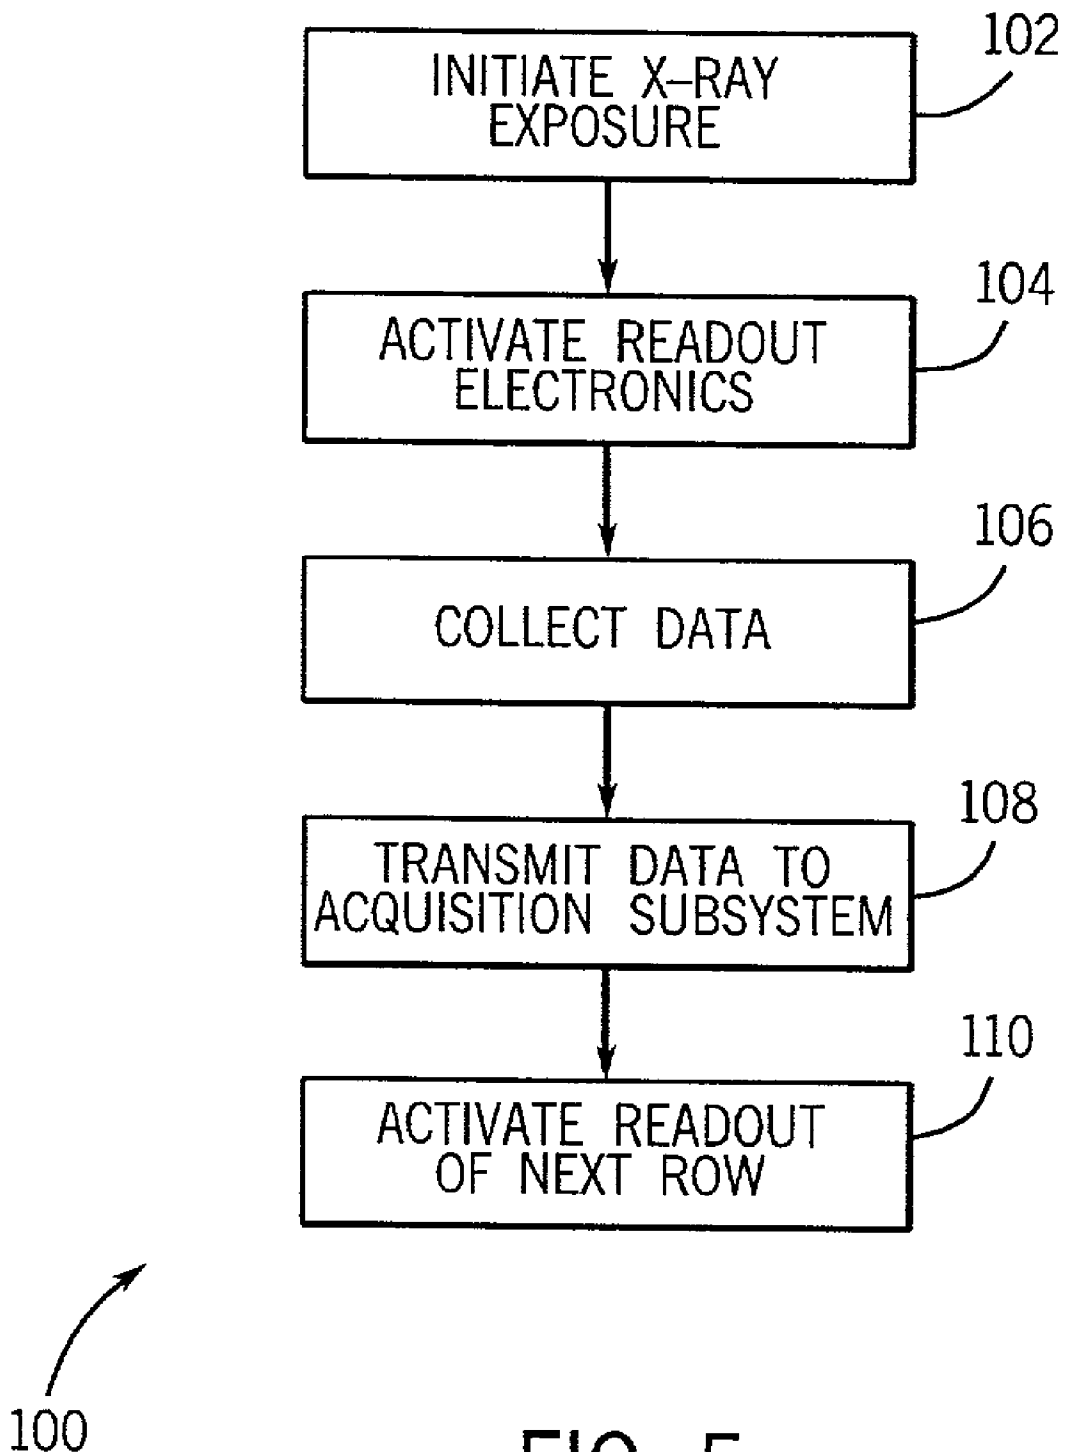 INITIATE X-RAY
EXPOSURE
102
ACTIVATE READOUT
ELECTRONICS
104
COLLECT DATA
106
TRANSMIT DATA TO
ACQUISITION SUBSYSTEM
108
ACTIVATE READOUT
OF NEXT ROW
110
100